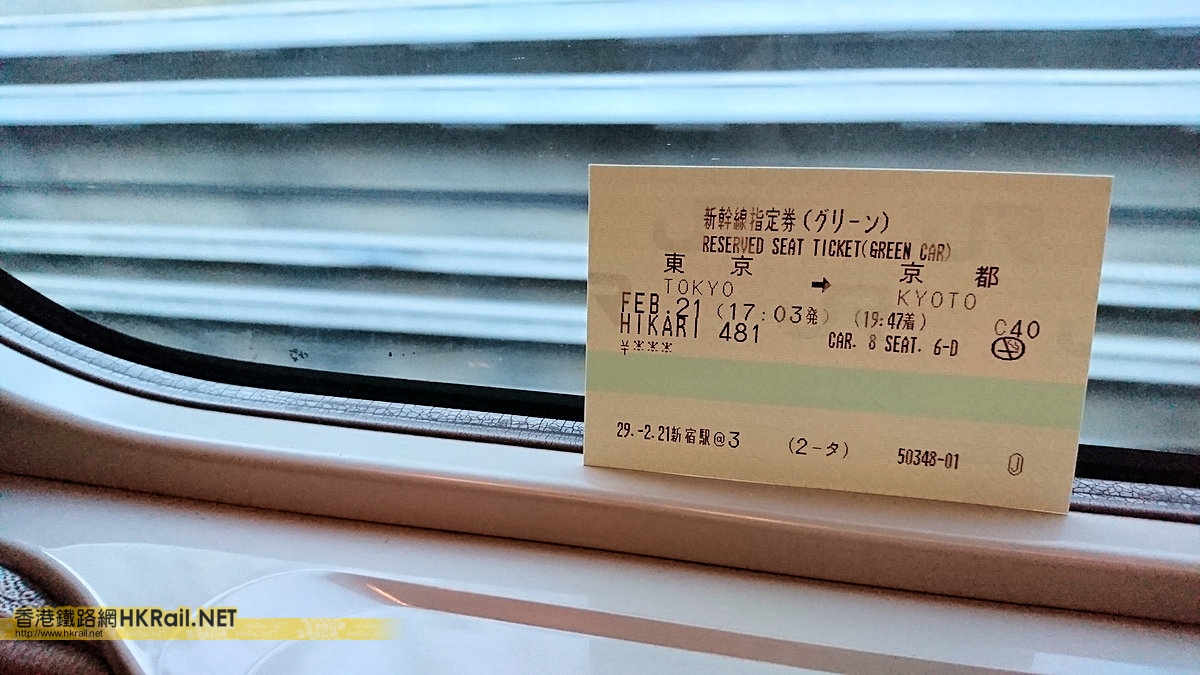 新幹線指定券(グリーン)
RESERVED SEAT TICKET(GREEN CAR)
東京 → 京都
TOKYO KYOTO
FEB.21 (17:03発) (19:47着) C40
HIKARI 481 CAR. 8 SEAT. 6-D
¥***
29.-2.21新宿駅@3 (2-タ) 50348-01
香港鐵路網HKRail.NET
http://www.hkrail.net